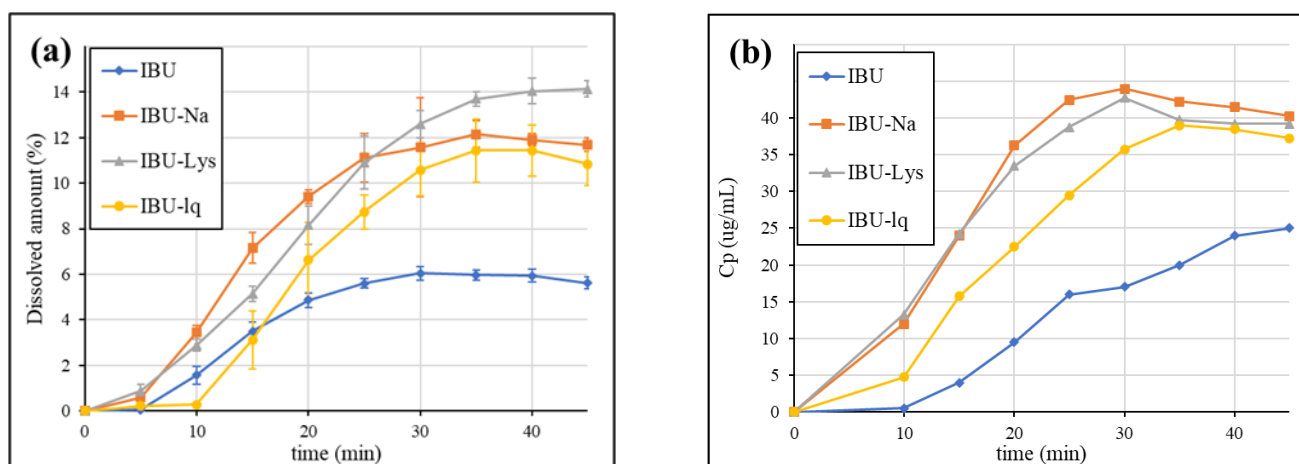 (a)
IBU
IBU-Na
IBU-Lys
IBU-lq
Dissolved amount (%)
14
12
10
8
6
4
2
0
0 10 20 30 40
time (min)
(b)
IBU
IBU-Na
IBU-Lys
IBU-lq
Cp (ug/mL)
40
35
30
25
20
15
10
5
0
0 10 20 30 40
time (min)